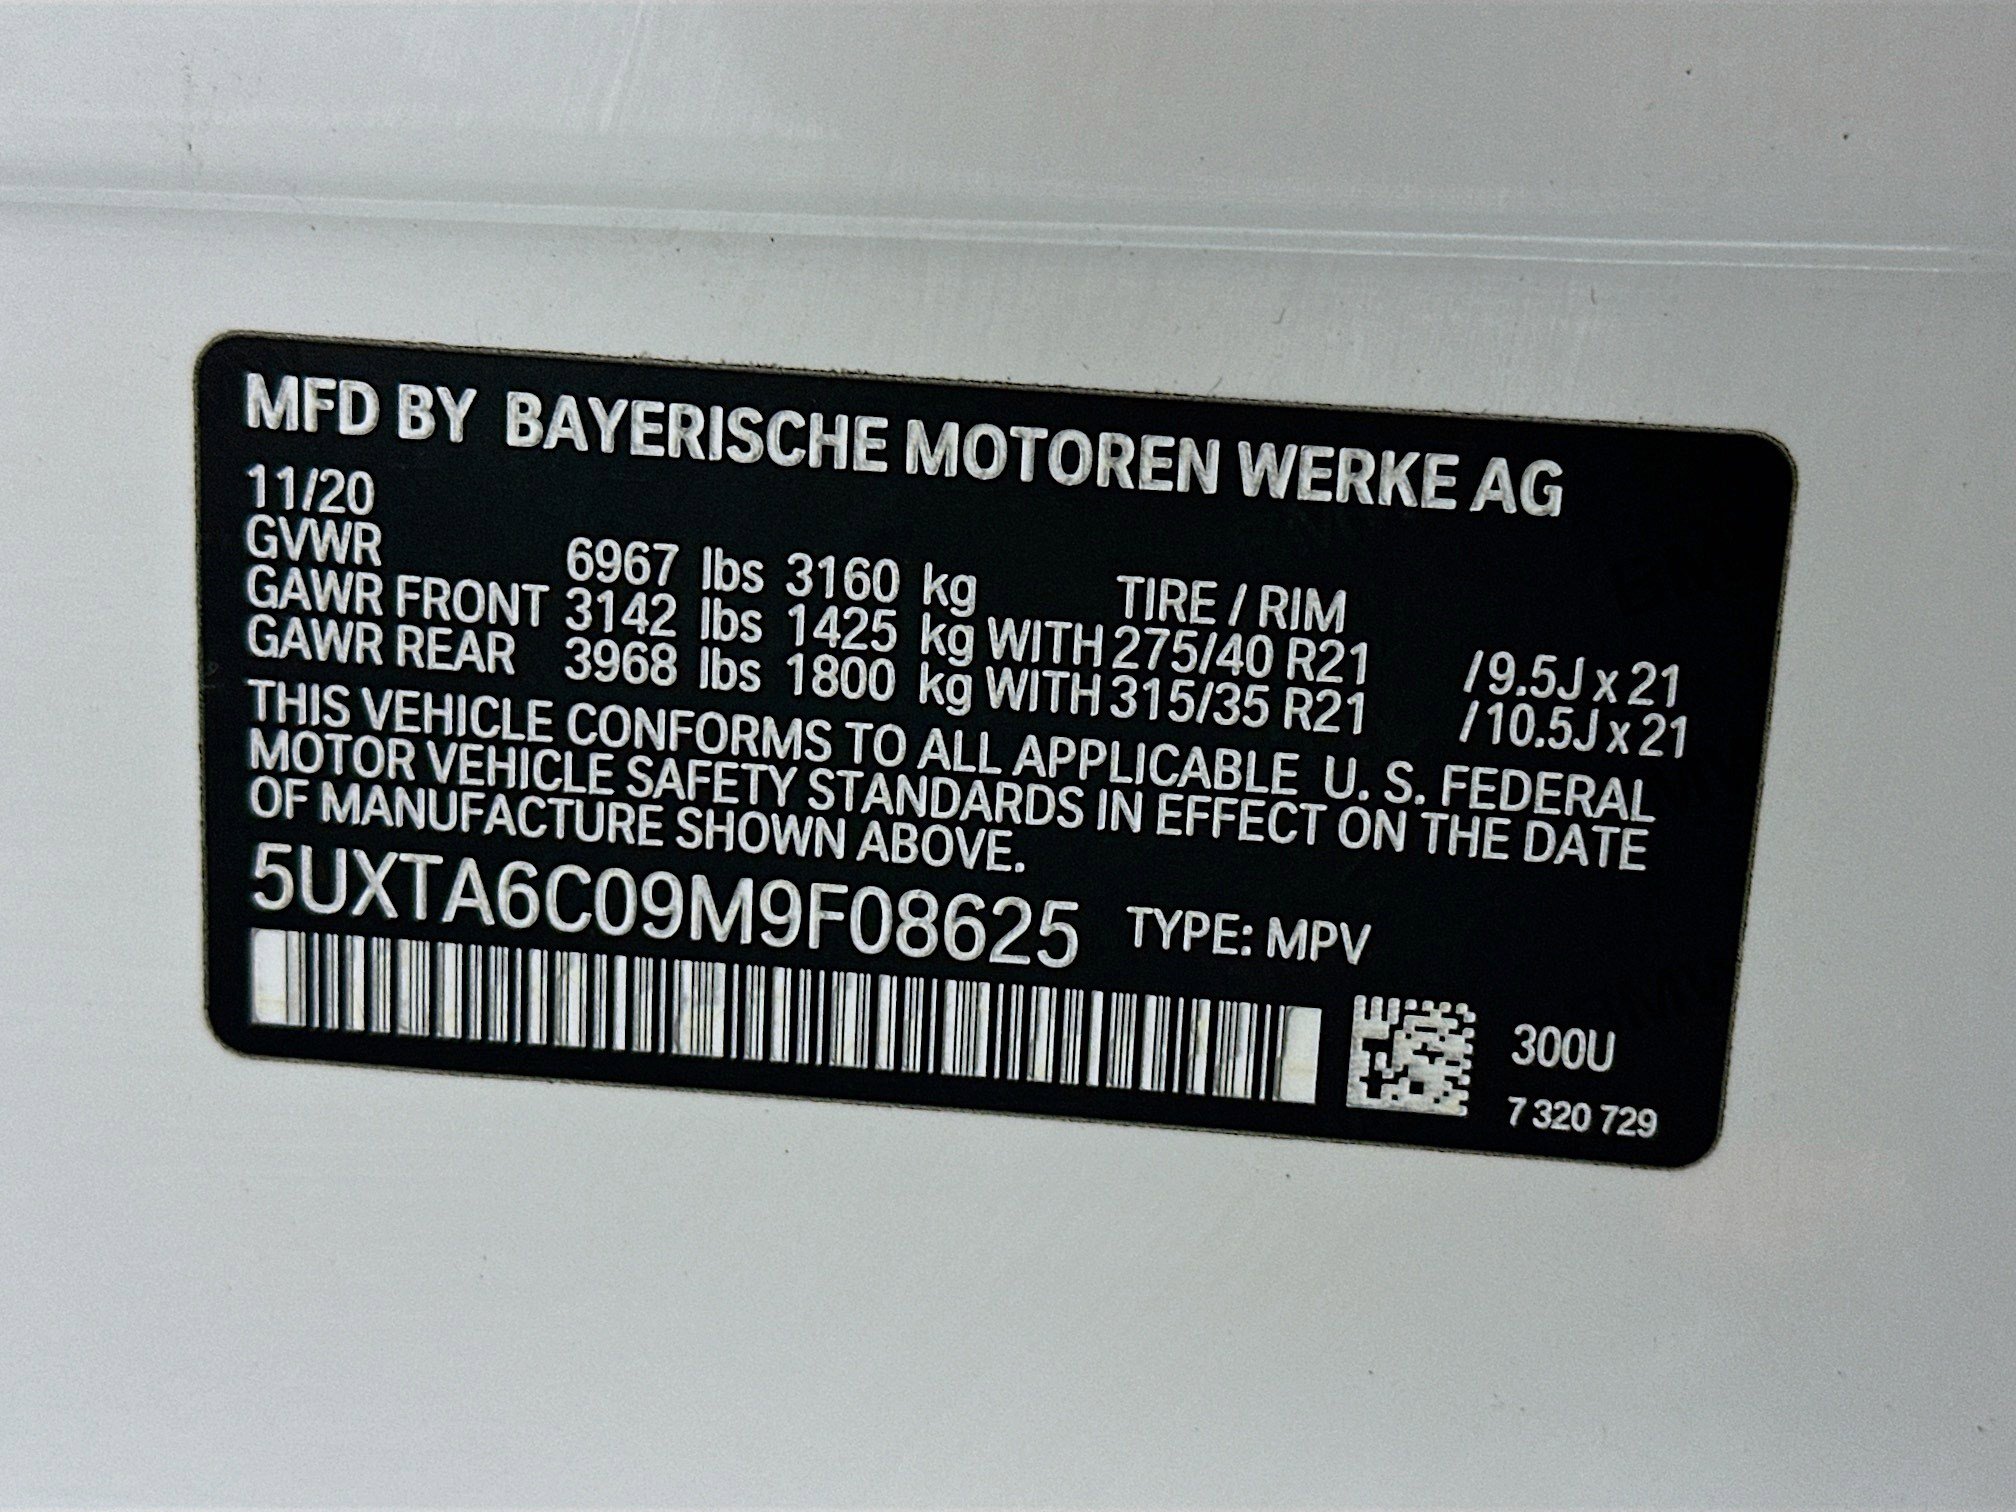 MFD BY BAYERISCHE MOTOREN WERKE AG
11/20
GVWR 6967 lbs 3160 kg TIRE / RIM
GAWR FRONT 3142 lbs 1425 kg WITH 275/40 R21 /9.5J x 21
GAWR REAR 3968 lbs 1800 kg WITH 315/35 R21 /10.5J x 21
THIS VEHICLE CONFORMS TO ALL APPLICABLE U. S. FEDERAL
MOTOR VEHICLE SAFETY STANDARDS IN EFFECT ON THE DATE
OF MANUFACTURE SHOWN ABOVE.
5UXTA6C09M9F08625 TYPE: MPV
300U
7 320 729